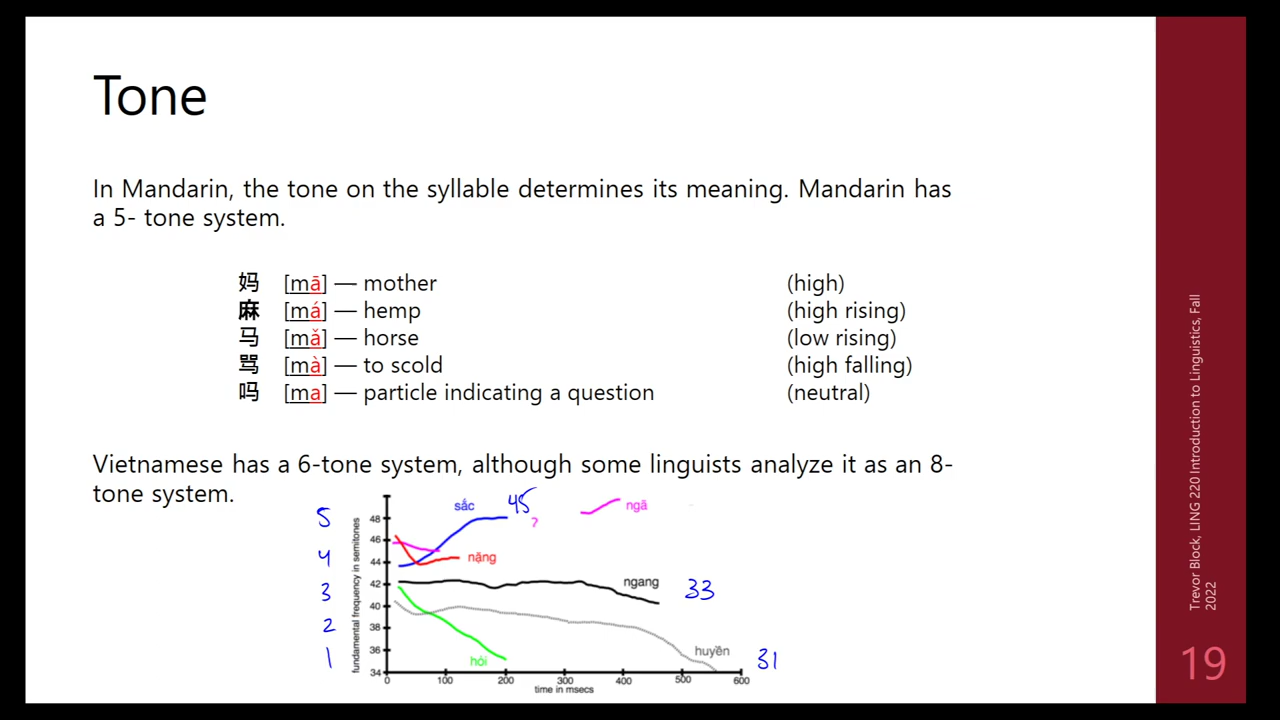 Tone
In Mandarin, the tone on the syllable determines its meaning. Mandarin has
a 5- tone system.
妈 [mā] — mother (high)
麻 [má] — hemp (high rising)
马 [mǎ] — horse (low rising)
骂 [mà] — to scold (high falling)
吗 [ma] — particle indicating a question (neutral)
Vietnamese has a 6-tone system, although some linguists analyze it as an 8-
tone system.
sắc 45 ngã
5 48 ?
46
4 44 nặng
3 42 ngang 33
40
2 38
1 36 hỏi huyền 31
34
0 100 200 300 400 500 600
time in msecs
fundamental frequency in semitones
Trevor Block, LING 220 Introduction to Linguistics, Fall
2022
19